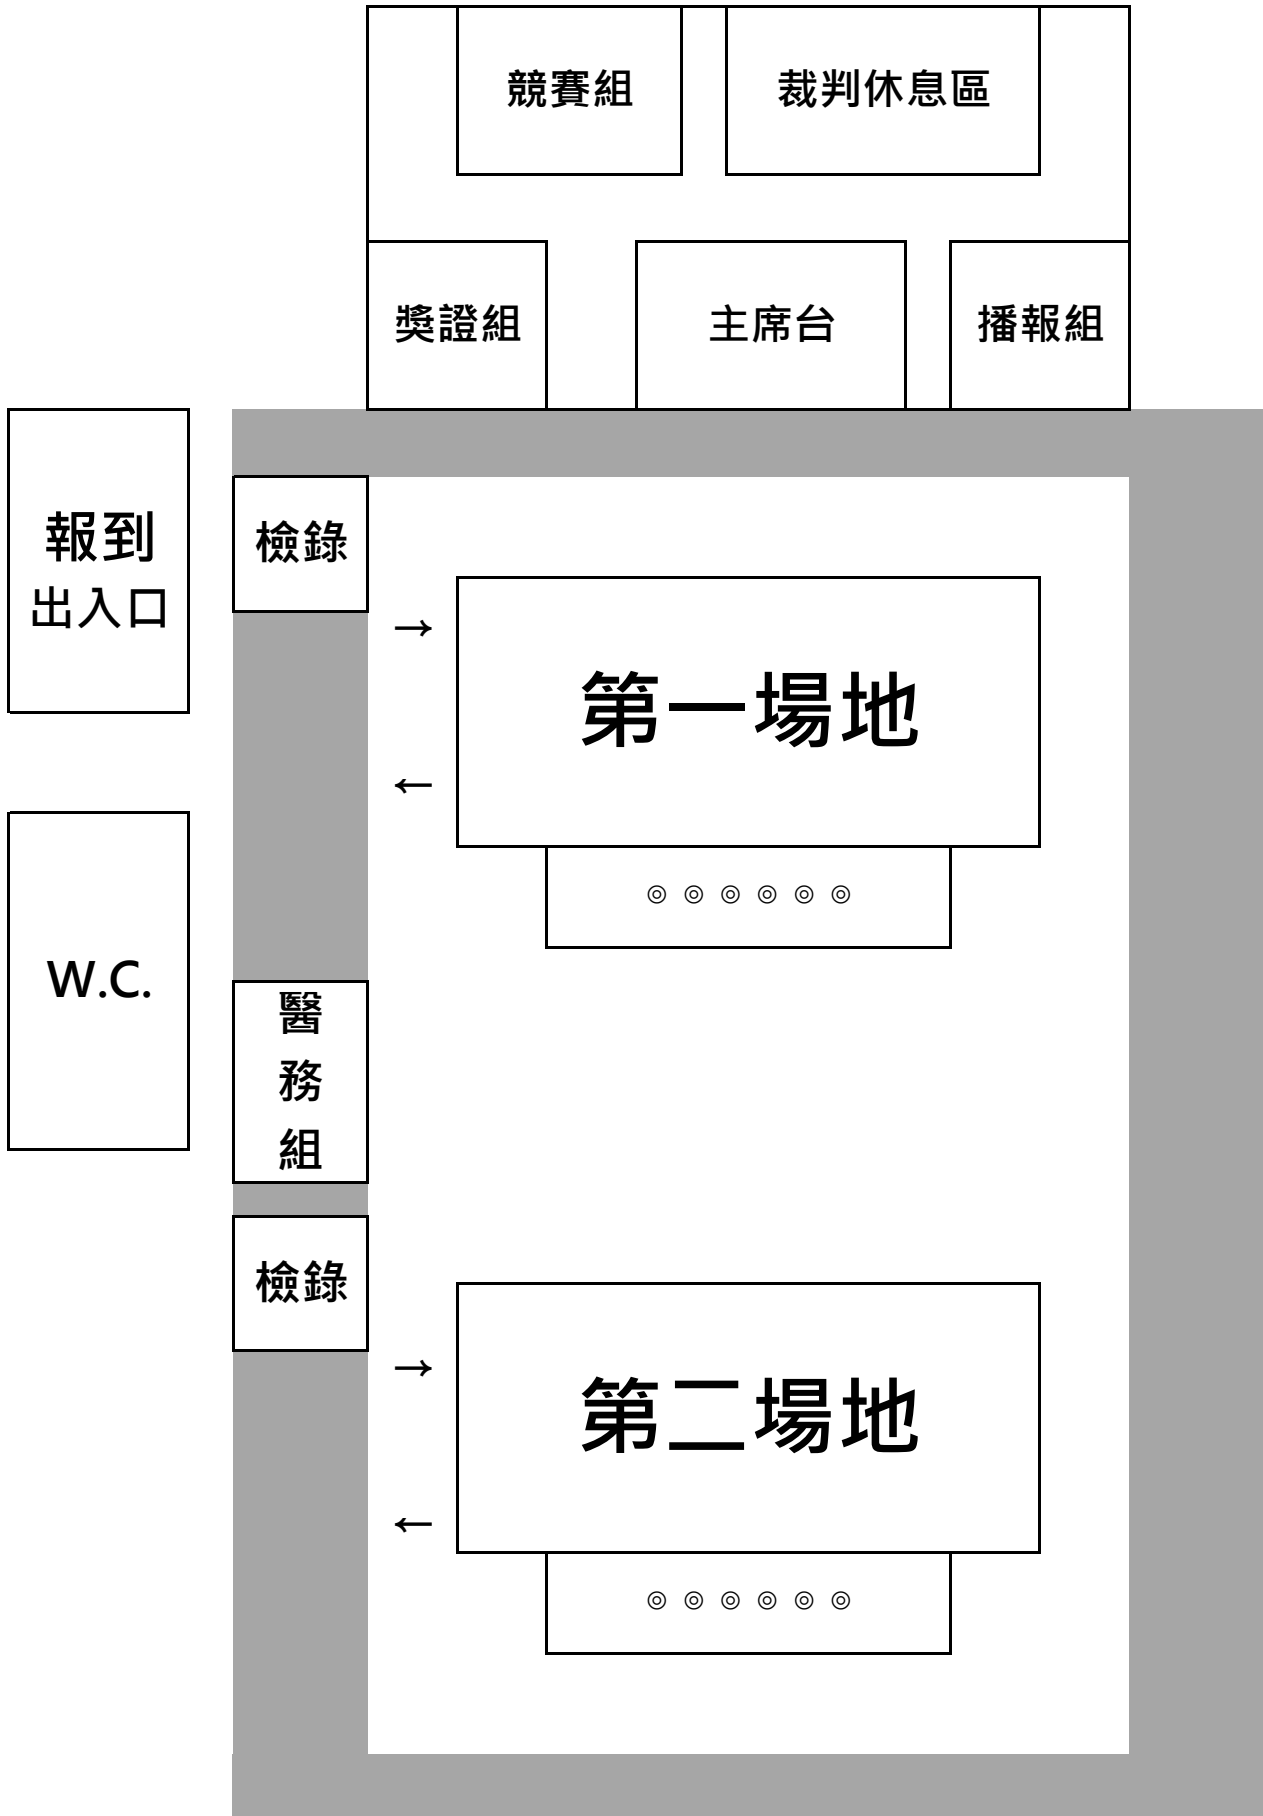 競賽組
裁判休息區
獎證組
主席台
播報組
報到
出入口
檢錄
→
第一場地
←
◎ ◎ ◎ ◎ ◎ ◎
W.C.
醫
務
組
檢錄
→
第二場地
←
◎ ◎ ◎ ◎ ◎ ◎